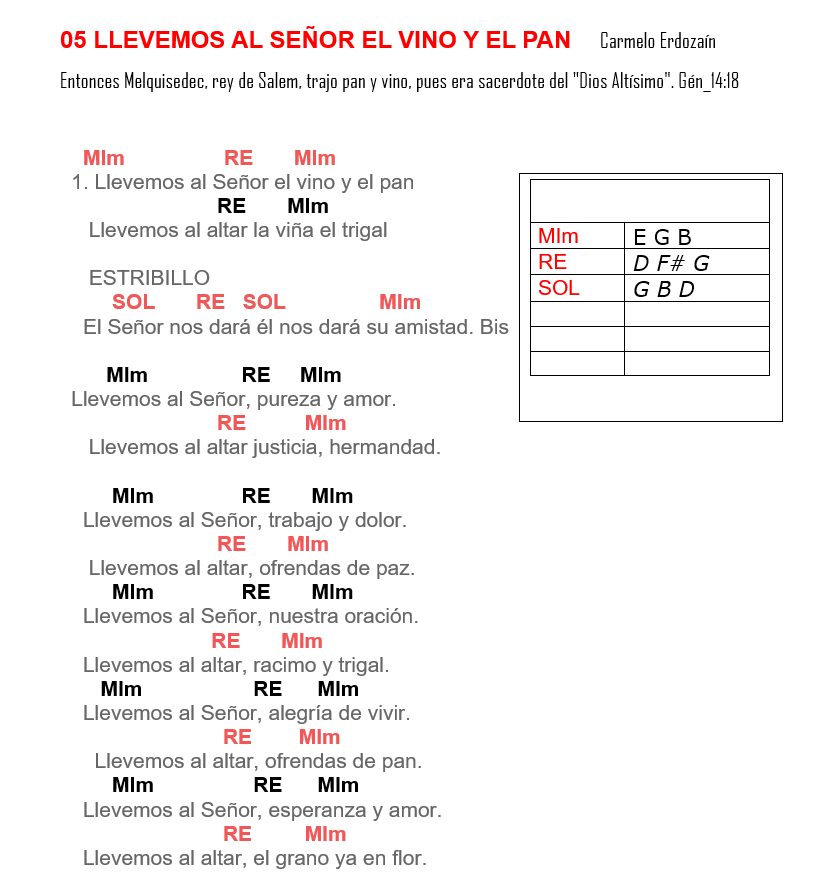 05 LLEVEMOS AL SEÑOR EL VINO Y EL PAN Carmelo Erdozaín
Entonces Melquisedec, rey de Salem, trajo pan y vino, pues era sacerdote del "Dios Altísimo". Gén_14:18
MIm RE MIm
1. Llevemos al Señor el vino y el pan
RE MIm
Llevemos al altar la viña el trigal
ESTRIBILLO
SOL RE SOL MIm
El Señor nos dará él nos dará su amistad. Bis
MIm RE MIm
Llevemos al Señor, pureza y amor.
RE MIm
Llevemos al altar justicia, hermandad.
MIm RE MIm
Llevemos al Señor, trabajo y dolor.
RE MIm
Llevemos al altar, ofrendas de paz.
MIm RE MIm
Llevemos al Señor, nuestra oración.
RE MIm
Llevemos al altar, racimo y trigal.
MIm RE MIm
Llevemos al Señor, alegría de vivir.
RE MIm
Llevemos al altar, ofrendas de pan.
MIm RE MIm
Llevemos al Señor, esperanza y amor.
RE MIm
Llevemos al altar, el grano ya en flor.
MIm E G B
RE D F# G
SOL G B D